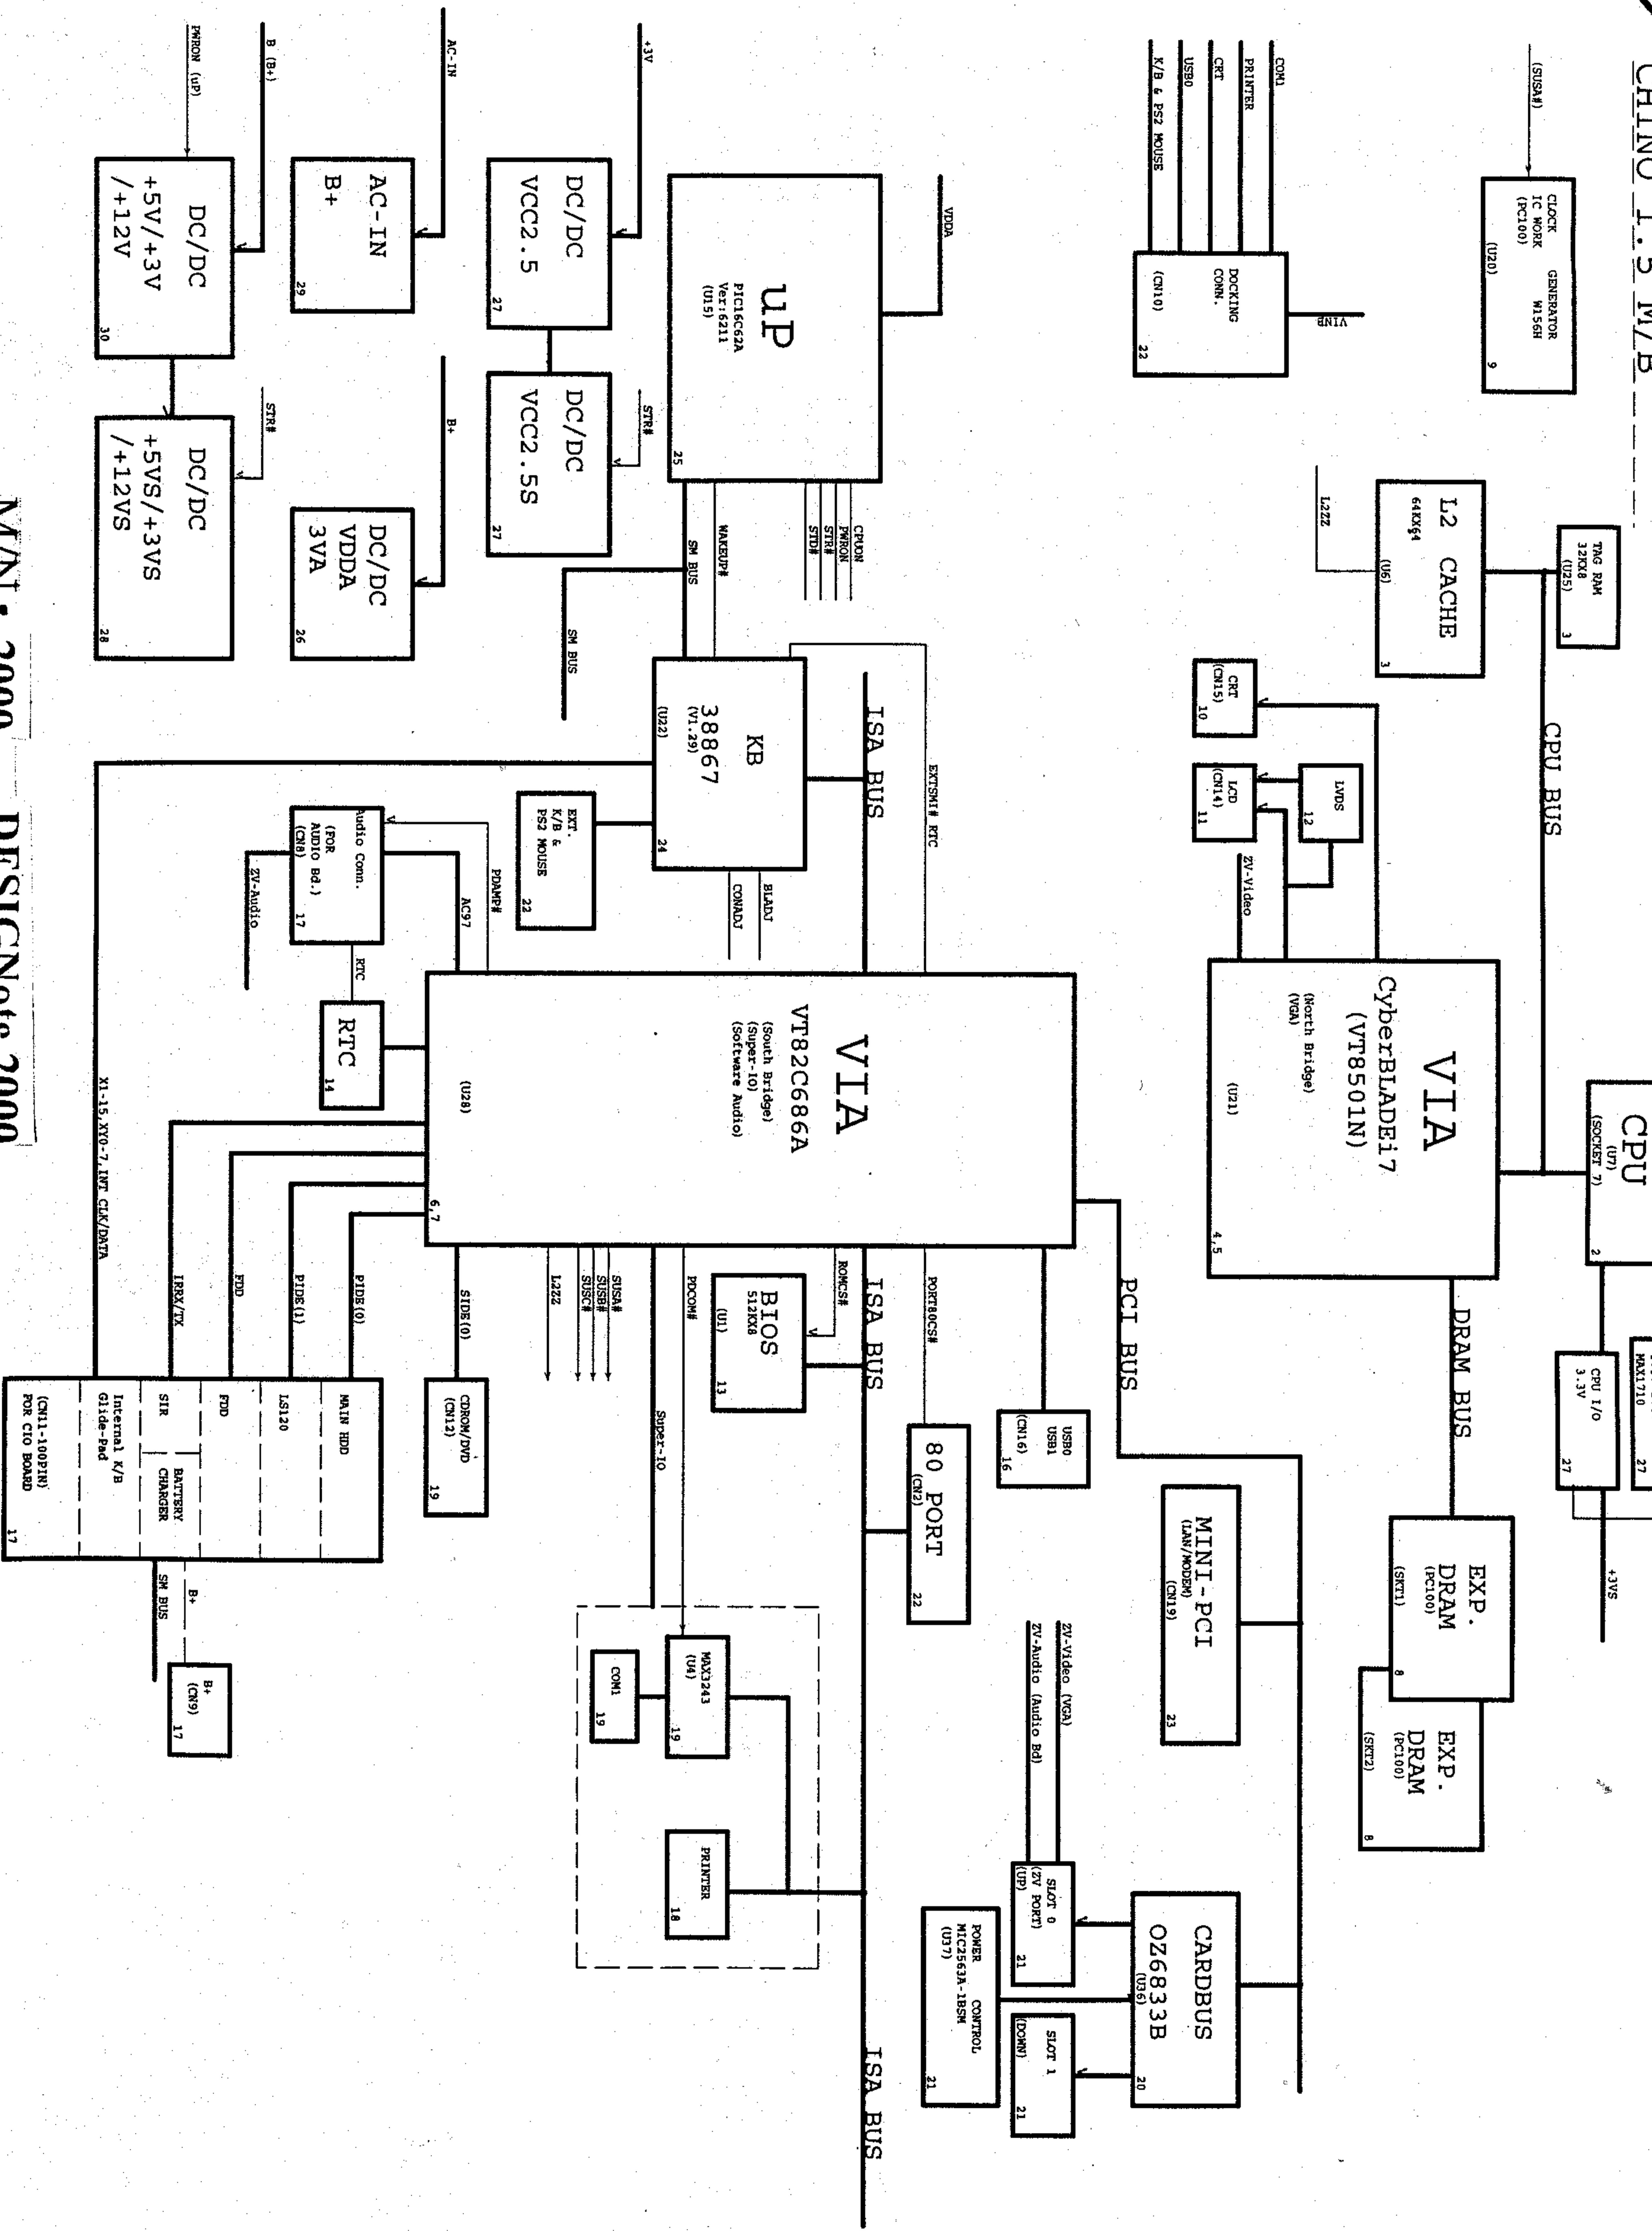 CHINO 1.5 M/B
(SUSA#)
CLOCK GENERATOR
IC WORK W156H
(PC100)
(U20)
9
COM1
PRINTER
CRT
USB0
K/B & PS2 MOUSE
DOCKING
CONN.
(CN10)
22
VINB
TAG RAM
32KX8
(U25)
3
L2 CACHE
64KX64
(U6)
3
L2ZZ
CPU BUS
CPU
(U7)
(SOCKET 7)
2
MAX1710
27
CPU I/O
3.3V
27
+3VS
CRT
(CN15)
10
LCD
(CN14)
11
LVDS
12
ZV-Video
VIA
CyberBLADEi7
(VT8501N)
(North Bridge)
(VGA)
(U21)
4,5
DRAM BUS
EXP.
DRAM
(PC100)
(SKT1)
8
EXP.
DRAM
(PC100)
(SKT2)
8
PCI BUS
MINI-PCI
(LAN/MODEM)
(CN19)
23
CARDBUS
OZ6833B
(U36)
20
ZV-Video (VGA)
ZV-Audio (Audio Bd)
SLOT 0
(ZV PORT)
(UP)
21
SLOT 1
(DOWN)
21
POWER CONTROL
MIC2563A-1BSM
(U37)
21
VDDA
uP
PIC16C62A
Ver:6211
(U15)
25
CPUON
PWRON
STR#
STD#
WAKEUP#
SM BUS
SM BUS
EXTSMI# RTC
ISA BUS
KB
38867
(V1.29)
(U22)
24
BLADJ
CONADJ
EXT.
K/B &
PS2 MOUSE
22
VIA
VT82C686A
(South Bridge)
(Super-IO)
(Software Audio)
(U28)
6,7
USB0
USB1
(CN16)
16
PORT80CS#
80 PORT
(CN2)
22
ISA BUS
ISA BUS
ROMCS#
BIOS
512KX8
(U1)
13
PDCOM#
Super-IO
SUSA#
SUSB#
SUSC#
L2ZZ
MAX3243
(U4)
19
COM1
19
PRINTER
18
SIDE(0)
CDROM/DVD
(CN12)
19
PDAMP#
AC97
Audio Conn.
(FOR
AUDIO Bd.)
(CN8)
17
ZV-Audio
RTC
RTC
14
PIDE(0)
PIDE(1)
FDD
IRRX/TX
X1-15,XY0-7,INT CLK/DATA
MAIN HDD
LS120
FDD
SIR
BATTERY
CHARGER
Internal K/B
Glide-Pad
(CN11-100PIN)
FOR CIO BOARD
17
B+
SM BUS
B+
(CN9)
17
+3V
DC/DC
VCC2.5
27
STR#
DC/DC
VCC2.5S
27
AC-IN
AC-IN
B+
29
B+
DC/DC
VDDA
3VA
26
B (B+)
PWRON (uP)
DC/DC
+5V/+3V
/+12V
30
STR#
DC/DC
+5VS/+3VS
/+12VS
28
M/N : 2000 DESIGNote 2000